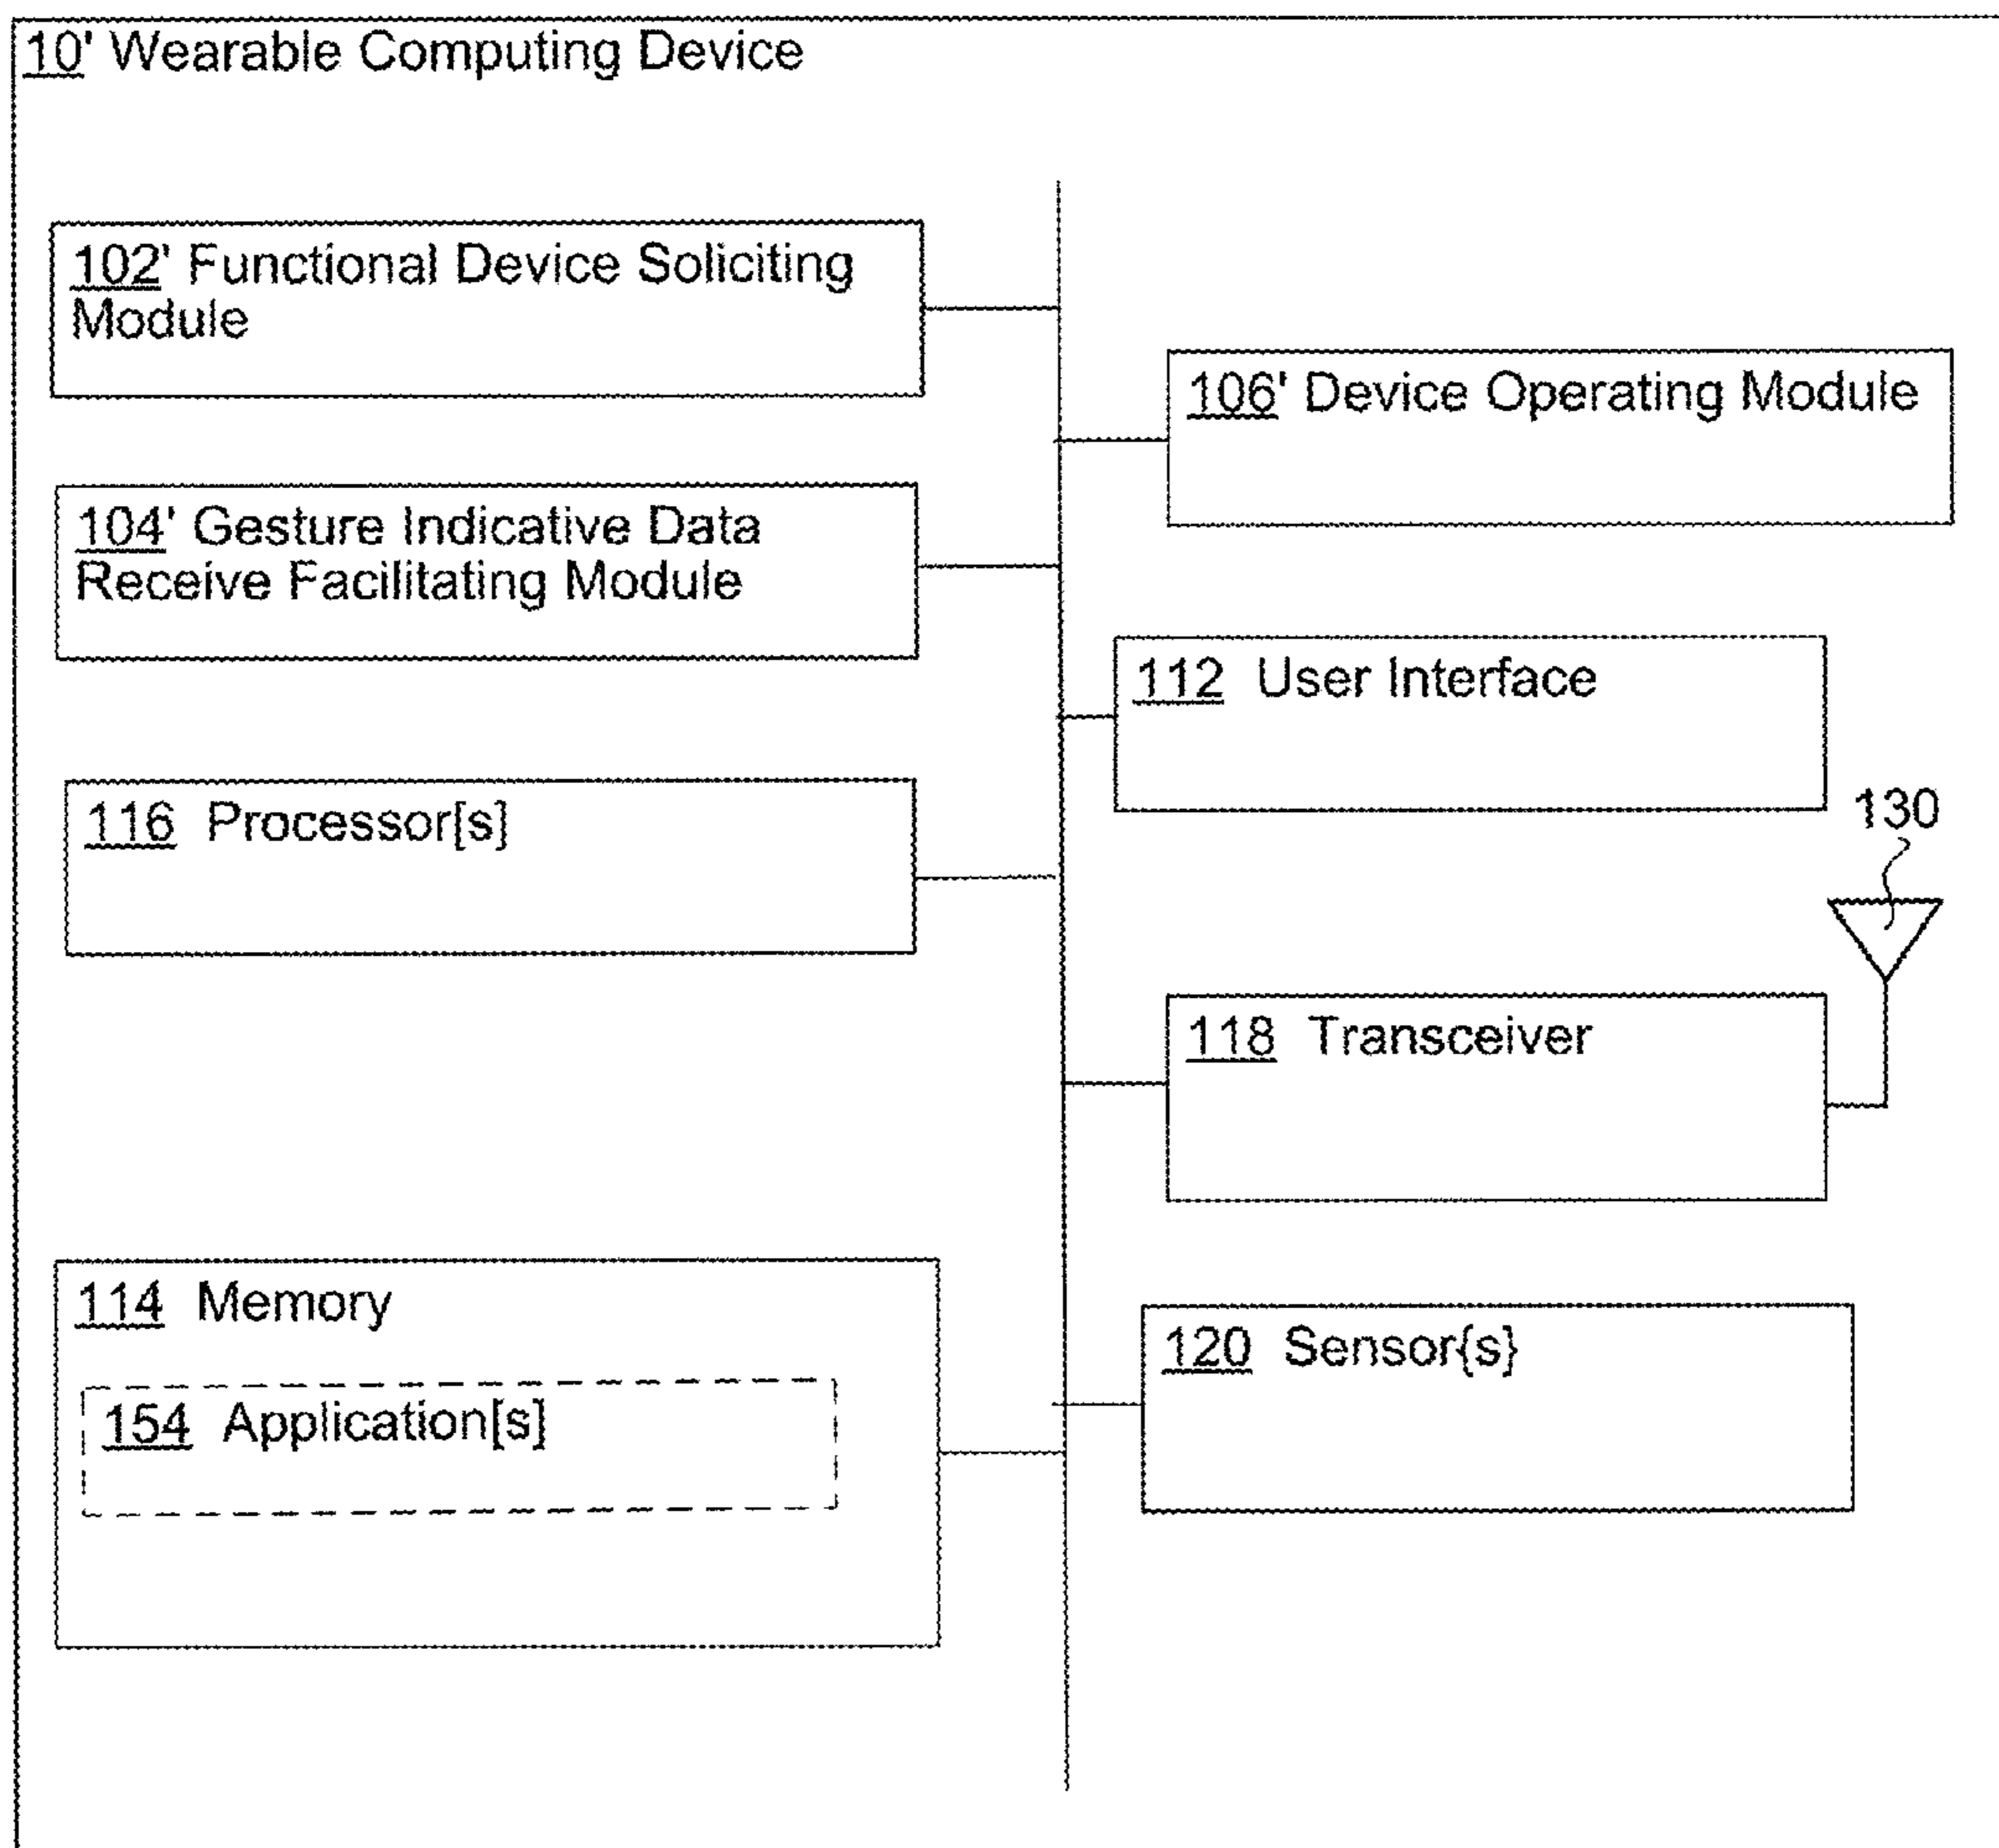 10' Wearable Computing Device
102' Functional Device Soliciting
Module
106' Device Operating Module
104' Gesture Indicative Data
Receive Facilitating Module
112 User Interface
116 Processor[s]
130
118 Transceiver
114 Memory
120 Sensor{s}
154 Application[s]